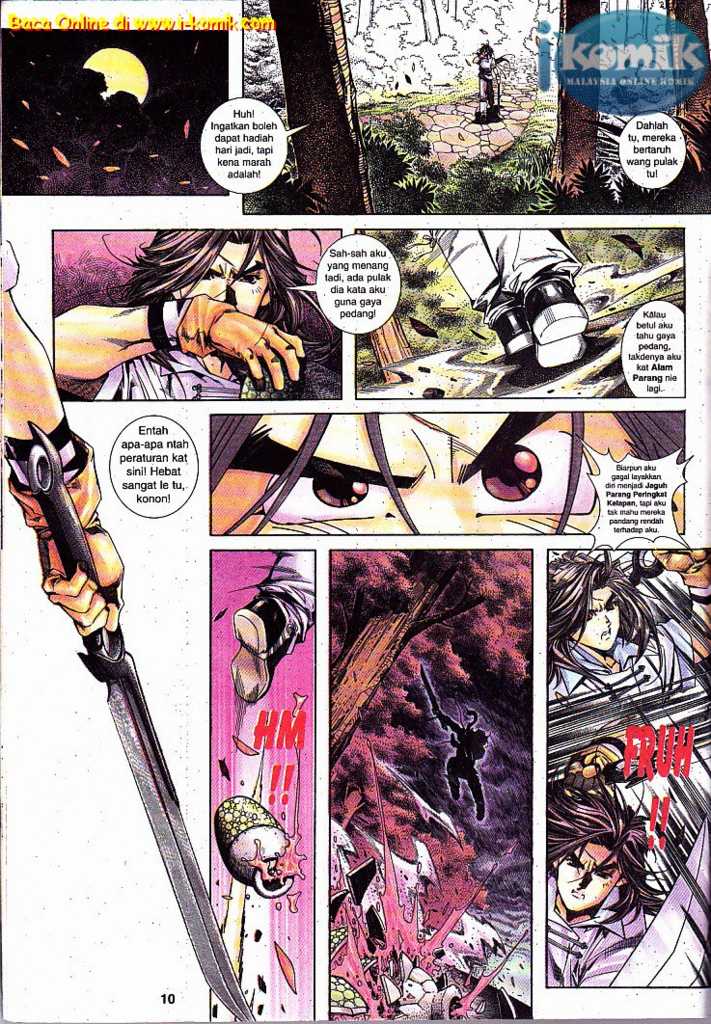 Baca Online di www.i-komik.com
iKomik
MALAYSIA ONLINE KOMIK
Huh!
Ingatkan boleh
dapat hadiah
hari jadi, tapi
kena marah
adalah!
Dahlah
tu, mereka
bertaruh
wang pulak
tu!
Sah-sah aku
yang menang
tadi, ada pulak
dia kata aku
guna gaya
pedang!
Kalau
betul aku
tahu gaya
pedang,
takdenya aku
kat Alam
Parang nie
lagi.
Entah
apa-apa ntah
peraturan kat
sini! Hebat
sangat le tu,
konon!
Biarpun aku
gagal layakkan
diri menjadi Jaguh
Parang Peringkat
Kelapan, tapi aku
tak mahu mereka
pandang rendah
terhadap aku.
HM
!!
FRUH
!!
10